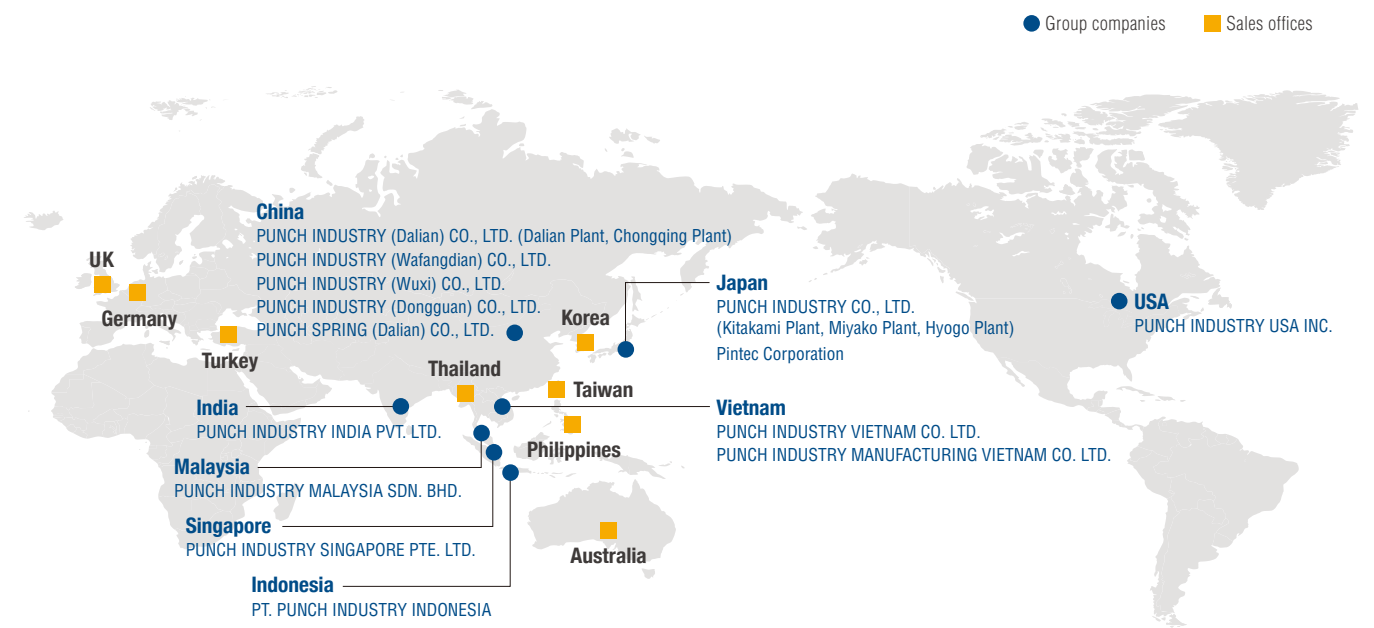 Group companies
Sales offices
China
PUNCH INDUSTRY (Dalian) CO., LTD. (Dalian Plant, Chongqing Plant)
PUNCH INDUSTRY (Wafangdian) CO., LTD.
PUNCH INDUSTRY (Wuxi) CO., LTD.
PUNCH INDUSTRY (Dongguan) CO., LTD.
PUNCH SPRING (Dalian) CO., LTD.
UK
Germany
Turkey
Korea
Japan
PUNCH INDUSTRY CO., LTD.
(Kitakami Plant, Miyako Plant, Hyogo Plant)
Pintec Corporation
USA
PUNCH INDUSTRY USA INC.
Thailand
Taiwan
India
PUNCH INDUSTRY INDIA PVT. LTD.
Vietnam
PUNCH INDUSTRY VIETNAM CO. LTD.
PUNCH INDUSTRY MANUFACTURING VIETNAM CO. LTD.
Philippines
Malaysia
PUNCH INDUSTRY MALAYSIA SDN. BHD.
Singapore
PUNCH INDUSTRY SINGAPORE PTE. LTD.
Australia
Indonesia
PT. PUNCH INDUSTRY INDONESIA